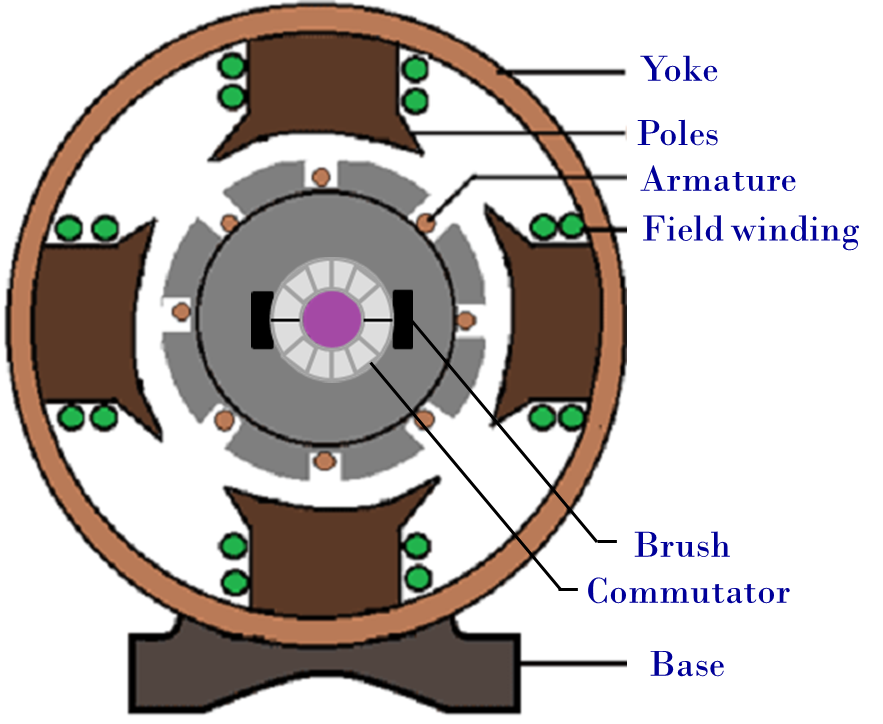 Yoke
Poles
Armature
Field winding
Brush
Commutator
Base